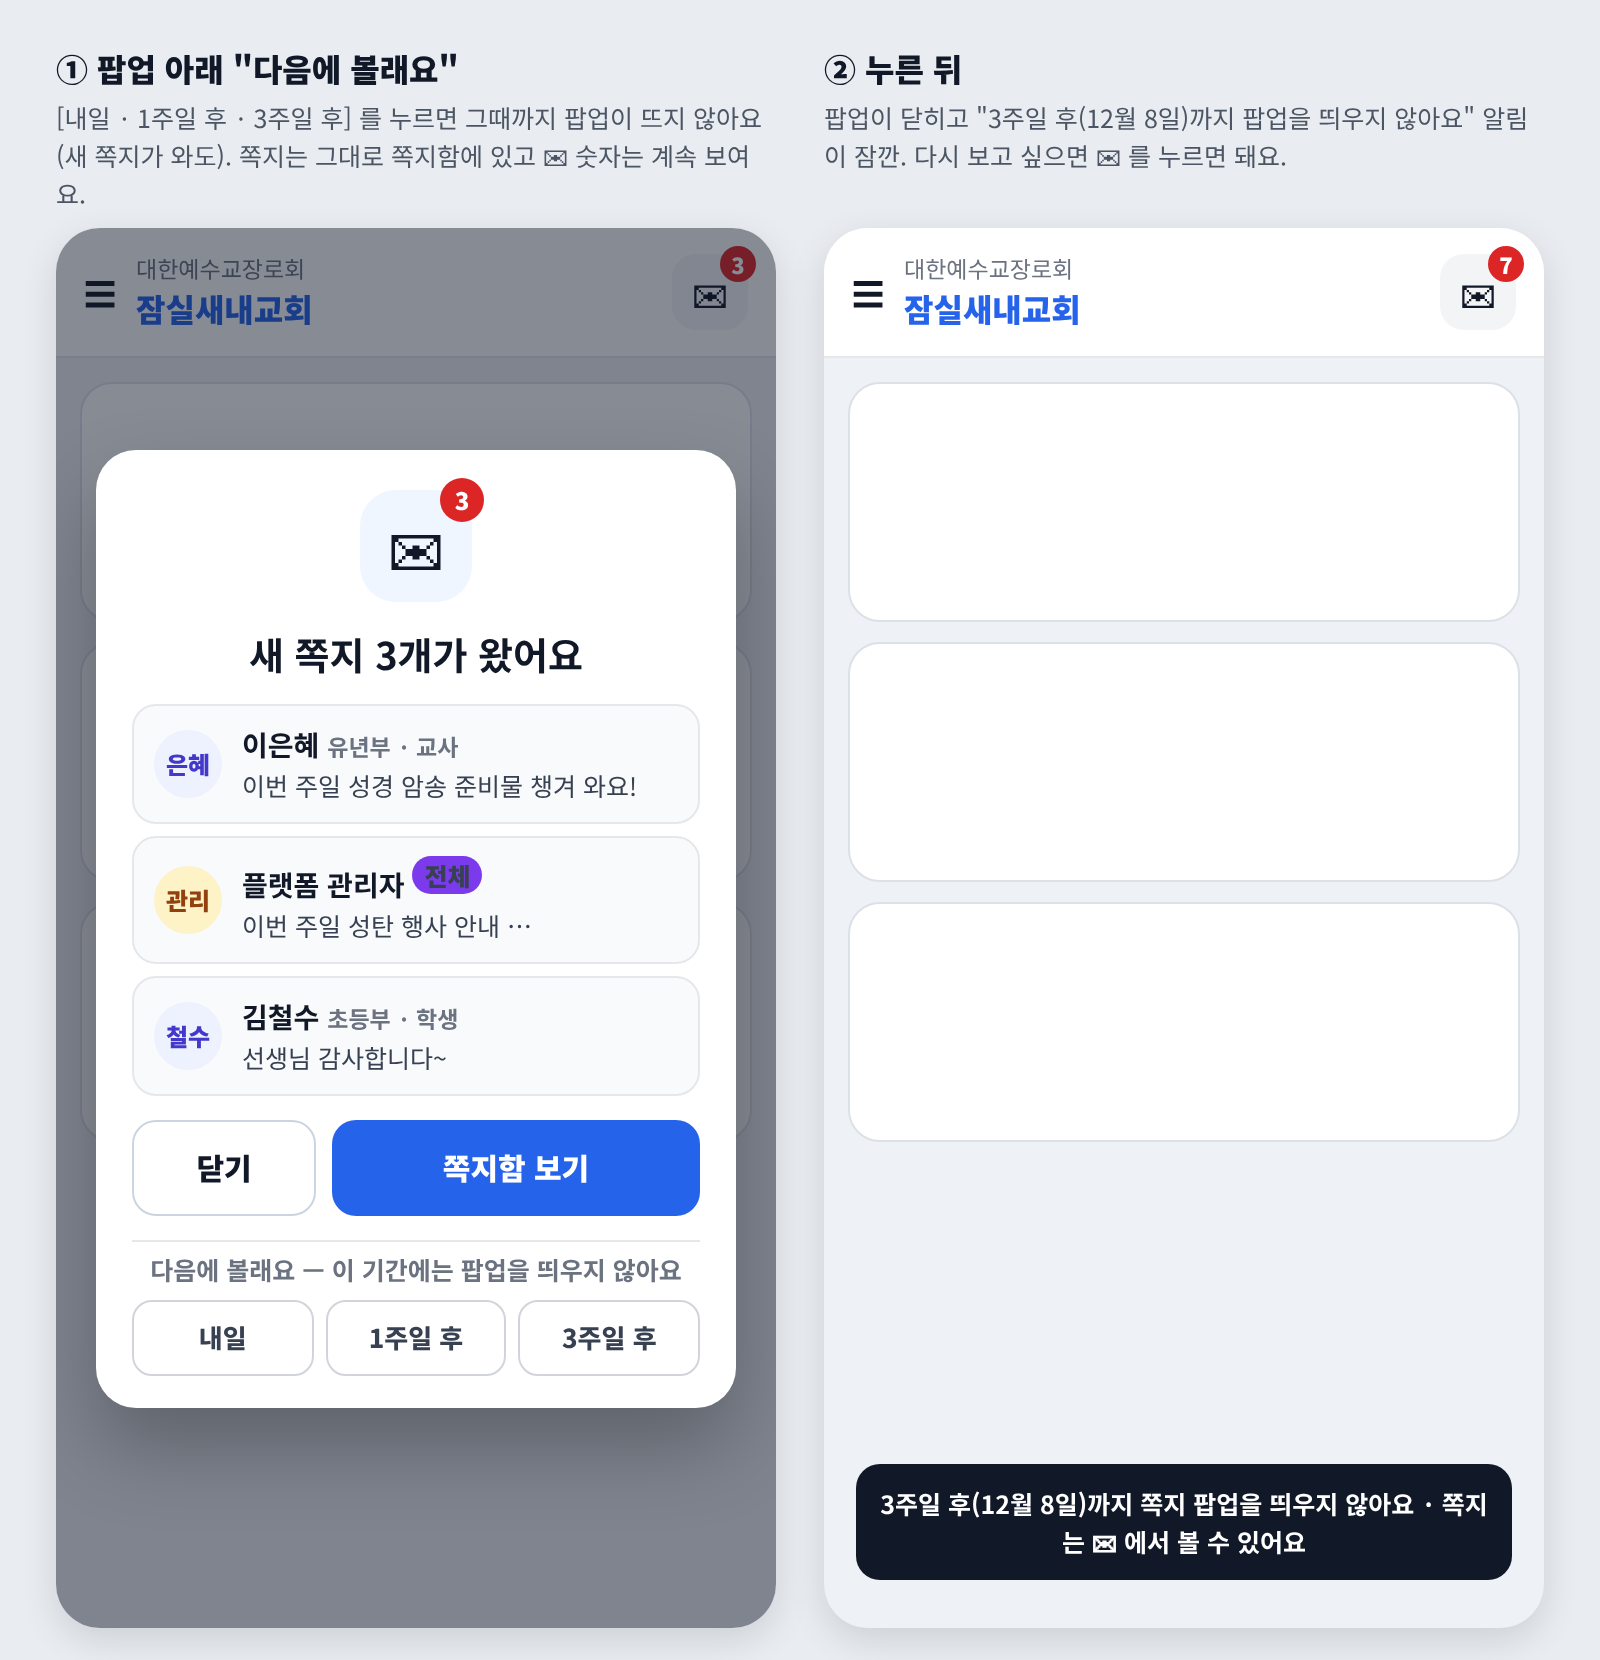 ① 팝업 아래 "다음에 볼래요"
[내일 · 1주일 후 · 3주일 후] 를 누르면 그때까지 팝업이 뜨지 않아요
(새 쪽지가 와도). 쪽지는 그대로 쪽지함에 있고 ✉ 숫자는 계속 보여
요.
대한예수교장로회
잠실새내교회
3
3
새 쪽지 3개가 왔어요
은혜
이은혜 유년부 · 교사
이번 주일 성경 암송 준비물 챙겨 와요!
관리
플랫폼 관리자 전체
이번 주일 성탄 행사 안내 …
철수
김철수 초등부 · 학생
선생님 감사합니다~
닫기
쪽지함 보기
다음에 볼래요 — 이 기간에는 팝업을 띄우지 않아요
내일
1주일 후
3주일 후
② 누른 뒤
팝업이 닫히고 "3주일 후(12월 8일)까지 팝업을 띄우지 않아요" 알림
이 잠깐. 다시 보고 싶으면 ✉ 를 누르면 돼요.
대한예수교장로회
잠실새내교회
7
3주일 후(12월 8일)까지 쪽지 팝업을 띄우지 않아요 · 쪽지
는 ✉ 에서 볼 수 있어요